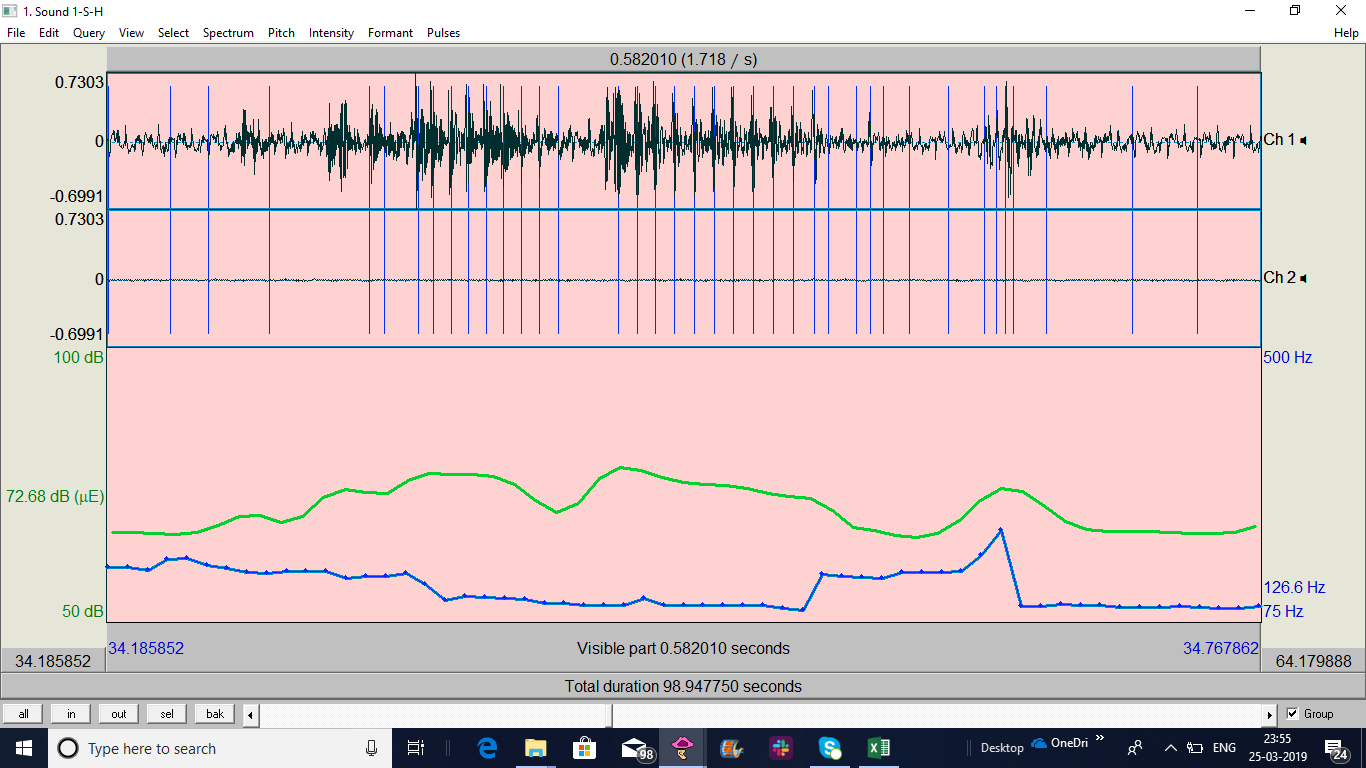 1. Sound 1-S-H
File Edit Query View Select Spectrum Pitch Intensity Formant Pulses Help
0.582010 (1.718 / s)
0.7303
0
-0.6991
Ch 1
0.7303
0
-0.6991
Ch 2
100 dB
500 Hz
72.68 dB (µE)
126.6 Hz
50 dB
75 Hz
34.185852
34.185852
Visible part 0.582010 seconds
34.767862
64.179888
Total duration 98.947750 seconds
all in out sel bak Group
Type here to search
98
Desktop
OneDri
ENG
23:55
25-03-2019
24